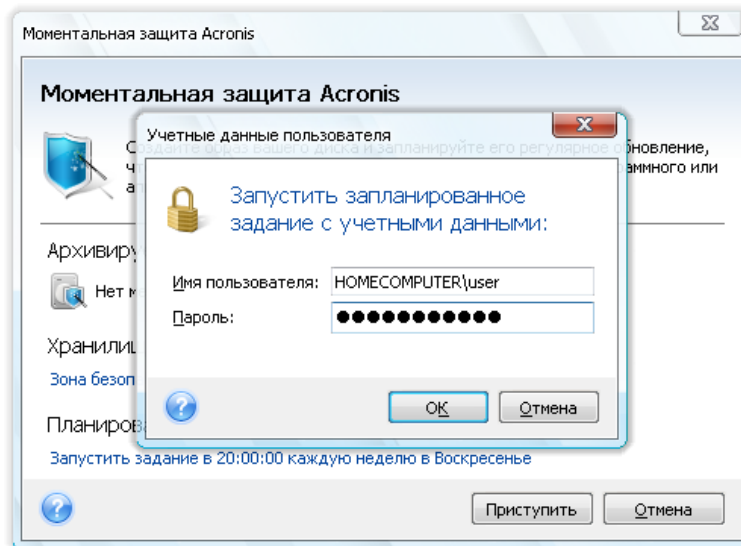 Моментальная защита Acronis
Моментальная защита Acronis
Учетные данные пользователя
Создайте образ вашего диска и запланируйте его регулярное обновление,
аммного или
Запустить запланированное
задание с учетными данными:
Архивиру
Имя пользователя: HOMECOMPUTER\user
Нет м
Пароль: ●●●●●●●●●●●
Хранилищ
Зона безоп
OK Отмена
Планиров
Запустить задание в 20:00:00 каждую неделю в Воскресенье
Приступить Отмена